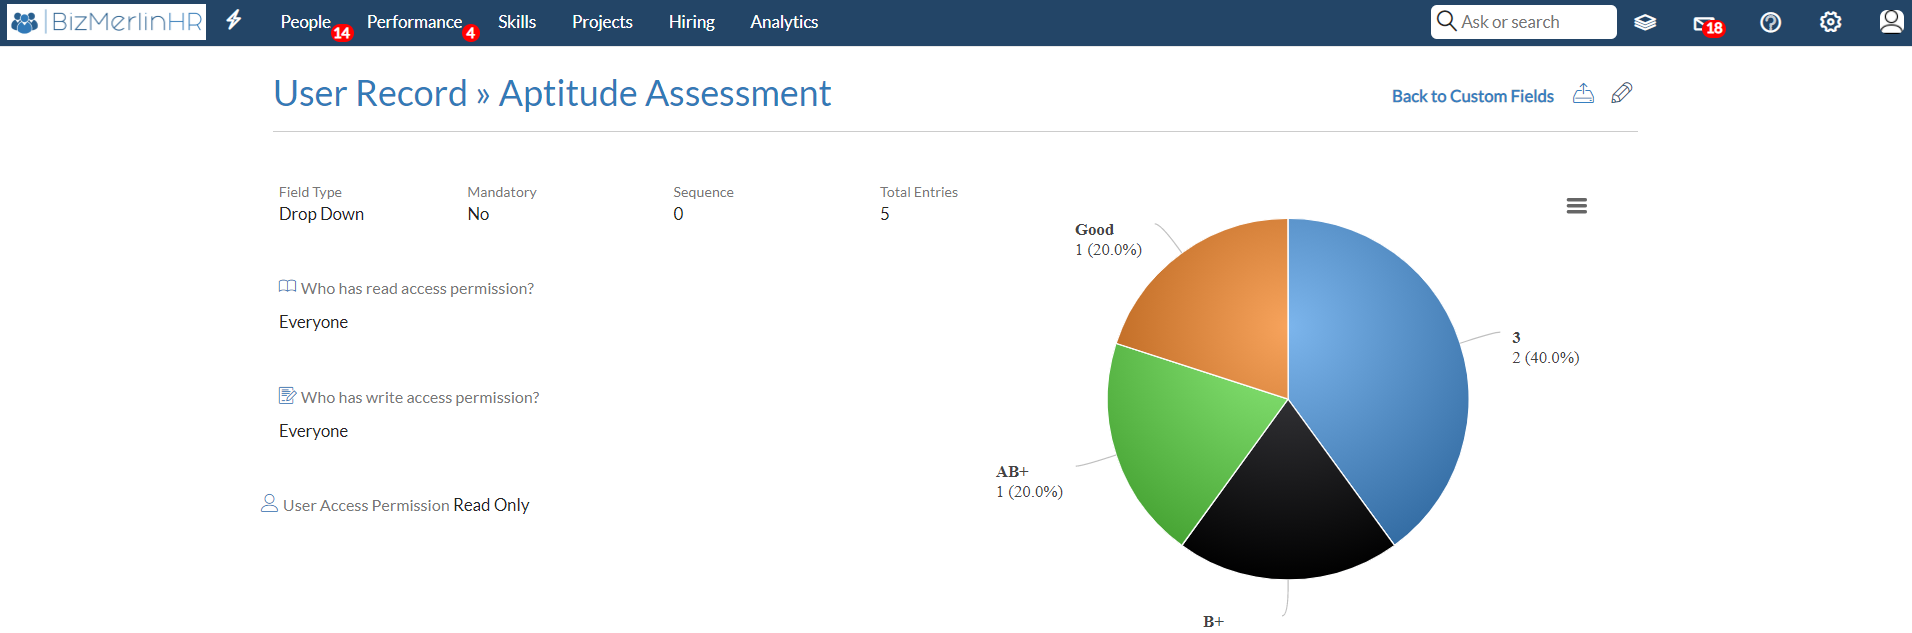 BizMerlinHR
People 14 Performance 4 Skills Projects Hiring Analytics
Ask or search
18
User Record » Aptitude Assessment
Back to Custom Fields
Field Type Mandatory Sequence Total Entries
Drop Down No 0 5
Who has read access permission?
Everyone
Who has write access permission?
Everyone
User Access Permission Read Only
Good
1 (20.0%)
3
2 (40.0%)
AB+
1 (20.0%)
B+